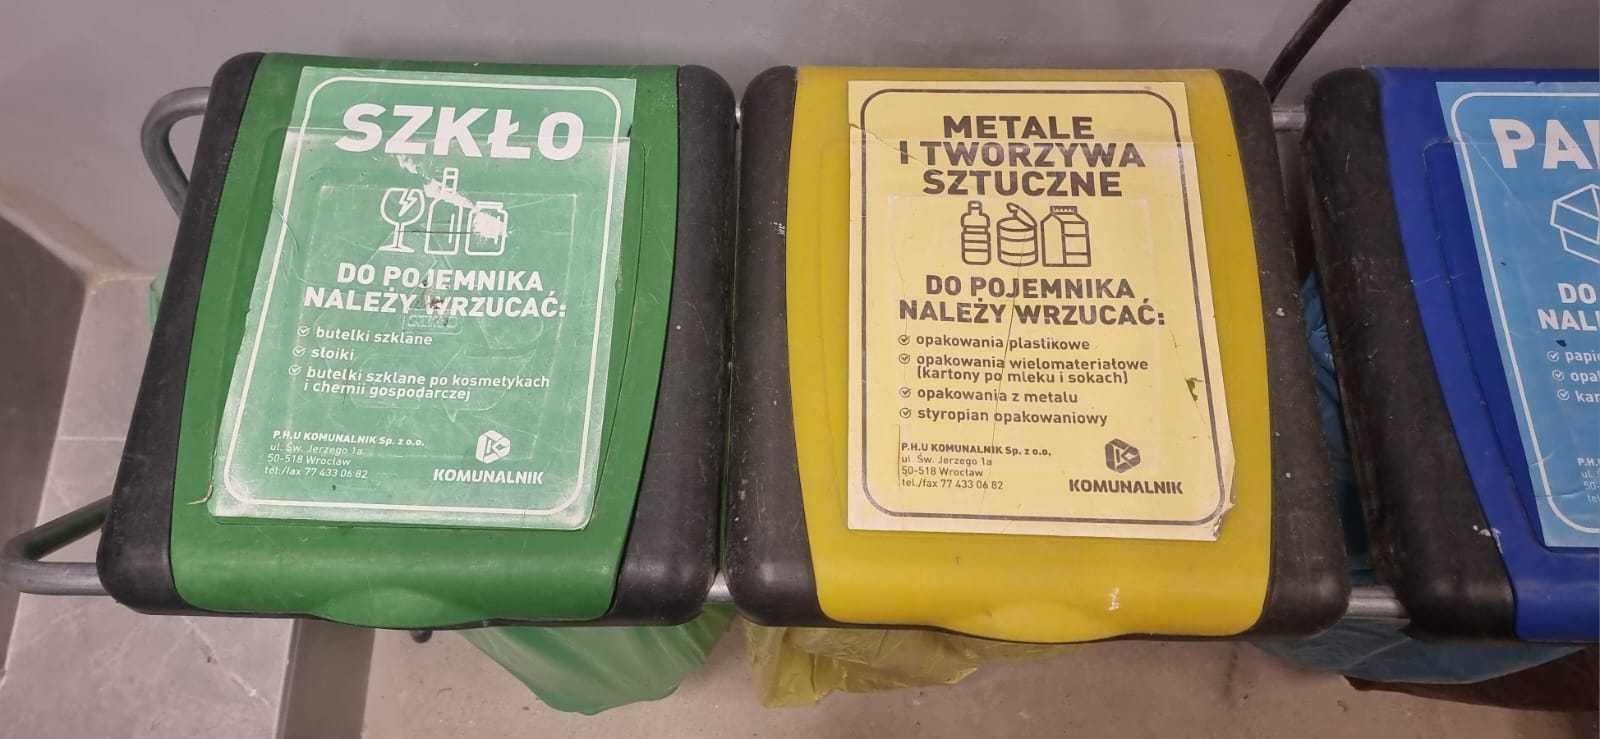 SZKŁO
DO POJEMNIKA
NALEŻY WRZUCAĆ:
butelki szklane
słoiki
butelki szklane po kosmetykach
i chemii gospodarczej
P.H.U KOMUNALNIK Sp. z o.o.
ul. Św. Jerzego 1a
50-518 Wrocław
tel./fax 77 433 06 82
KOMUNALNIK
METALE
I TWORZYWA
SZTUCZNE
DO POJEMNIKA
NALEŻY WRZUCAĆ:
opakowania plastikowe
opakowania wielomateriałowe
(kartony po mleku i sokach)
opakowania z metalu
styropian opakowaniowy
P.H.U KOMUNALNIK Sp. z o.o.
ul. Św. Jerzego 1a
50-518 Wrocław
tel./fax 77 433 06 82
KOMUNALNIK
DO